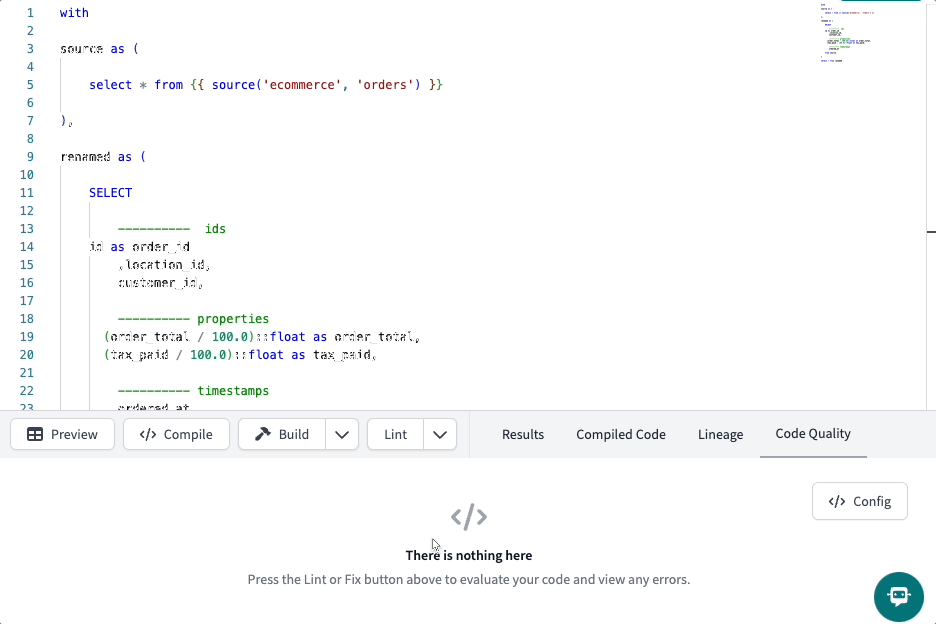 1 with
2
3 source as (
4
5 select * from {{ source('ecommerce', 'orders') }}
6
7 ),
8
9 renamed as (
10
11 SELECT
12
13 ---------- ids
14 id as order_id
15 ,location_id,
16 customer_id,
17
18 ---------- properties
19 (order_total / 100.0)::float as order_total,
20 (tax_paid / 100.0)::float as tax_paid,
21
22 ---------- timestamps
23 ordered_at
Preview </> Compile Build Lint Results Compiled Code Lineage Code Quality
</> Config
</>
There is nothing here
Press the Lint or Fix button above to evaluate your code and view any errors.